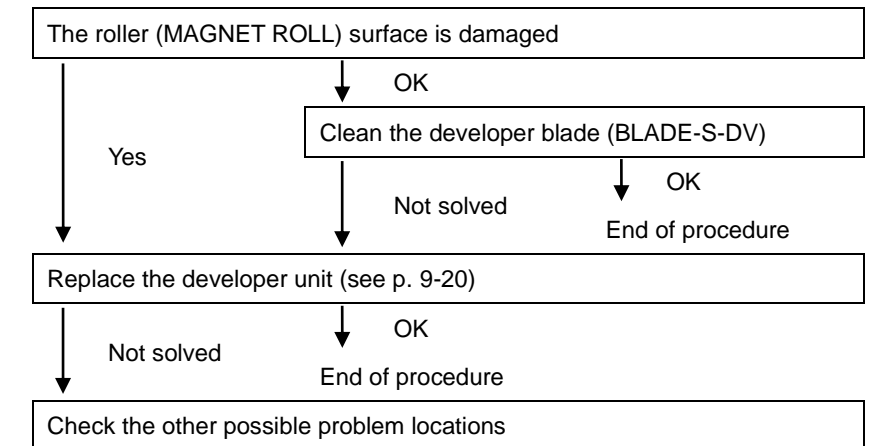 The roller (MAGNET ROLL) surface is damaged
OK
Clean the developer blade (BLADE-S-DV)
Yes
OK
Not solved
End of procedure
Replace the developer unit (see p. 9-20)
OK
Not solved
End of procedure
Check the other possible problem locations